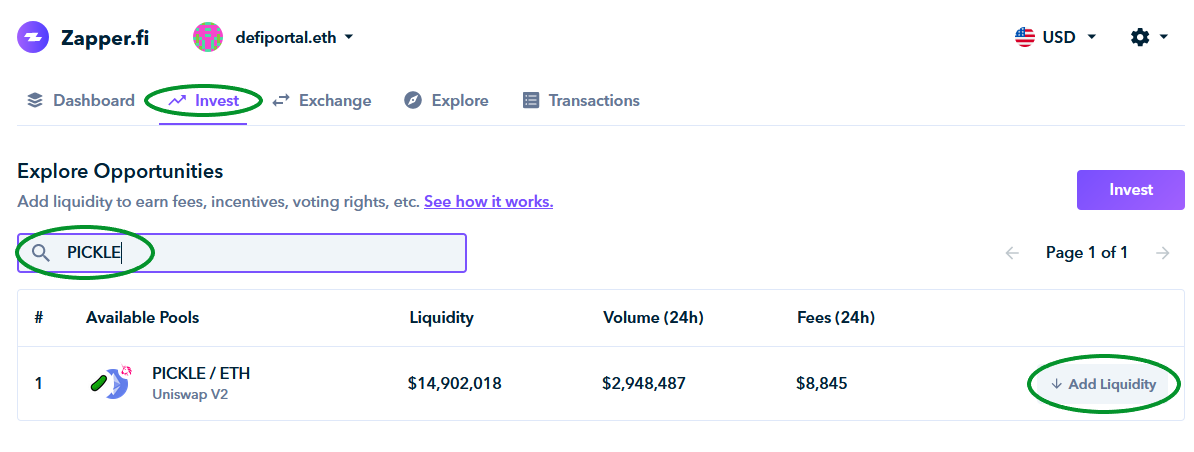 Zapper.fi defiportal.eth USD
Dashboard Invest Exchange Explore Transactions
Explore Opportunities
Add liquidity to earn fees, incentives, voting rights, etc. See how it works.
Invest
PICKLE
Page 1 of 1
# Available Pools Liquidity Volume (24h) Fees (24h)
1 PICKLE / ETH $14,902,018 $2,948,487 $8,845 Add Liquidity
Uniswap V2